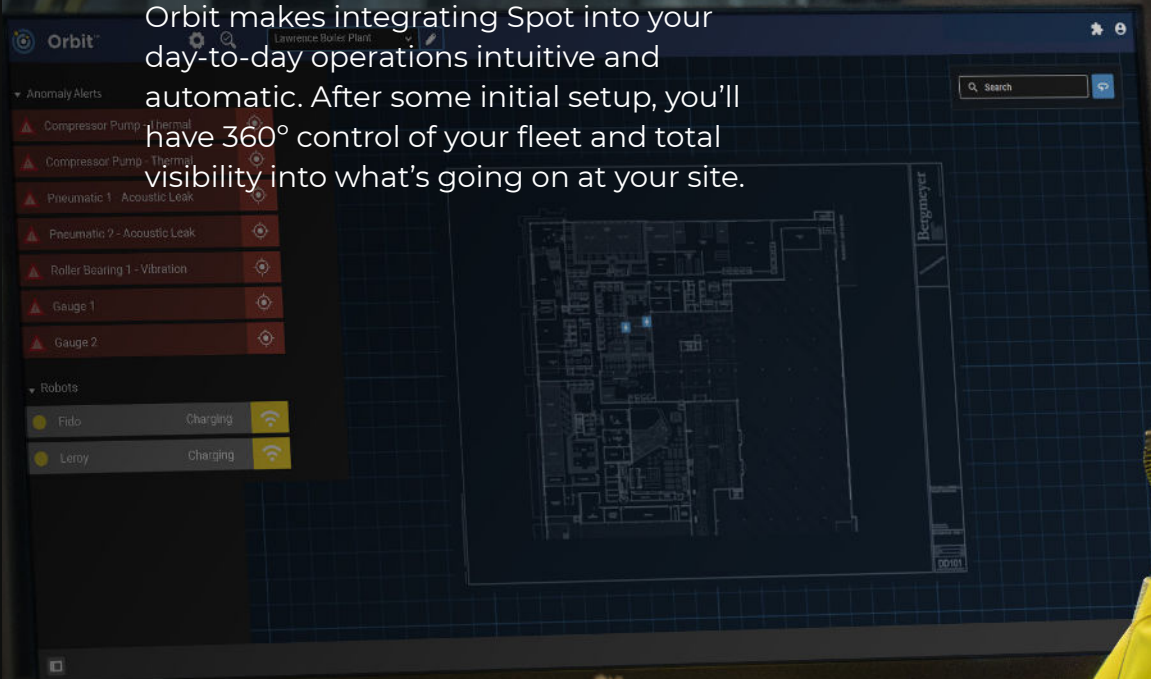 Orbit makes integrating Spot into your
day-to-day operations intuitive and
automatic. After some initial setup, you’ll
have 360° control of your fleet and total
visibility into what’s going on at your site.
Orbit™
Lawrence Boiler Plant
Search
Anomaly Alerts
Compressor Pump - Thermal
Compressor Pump - Thermal
Pneumatic 1 - Acoustic Leak
Pneumatic 2 - Acoustic Leak
Roller Bearing 1 - Vibration
Gauge 1
Gauge 2
Robots
Fido Charging
Leroy Charging
Bergmeyer
DD101